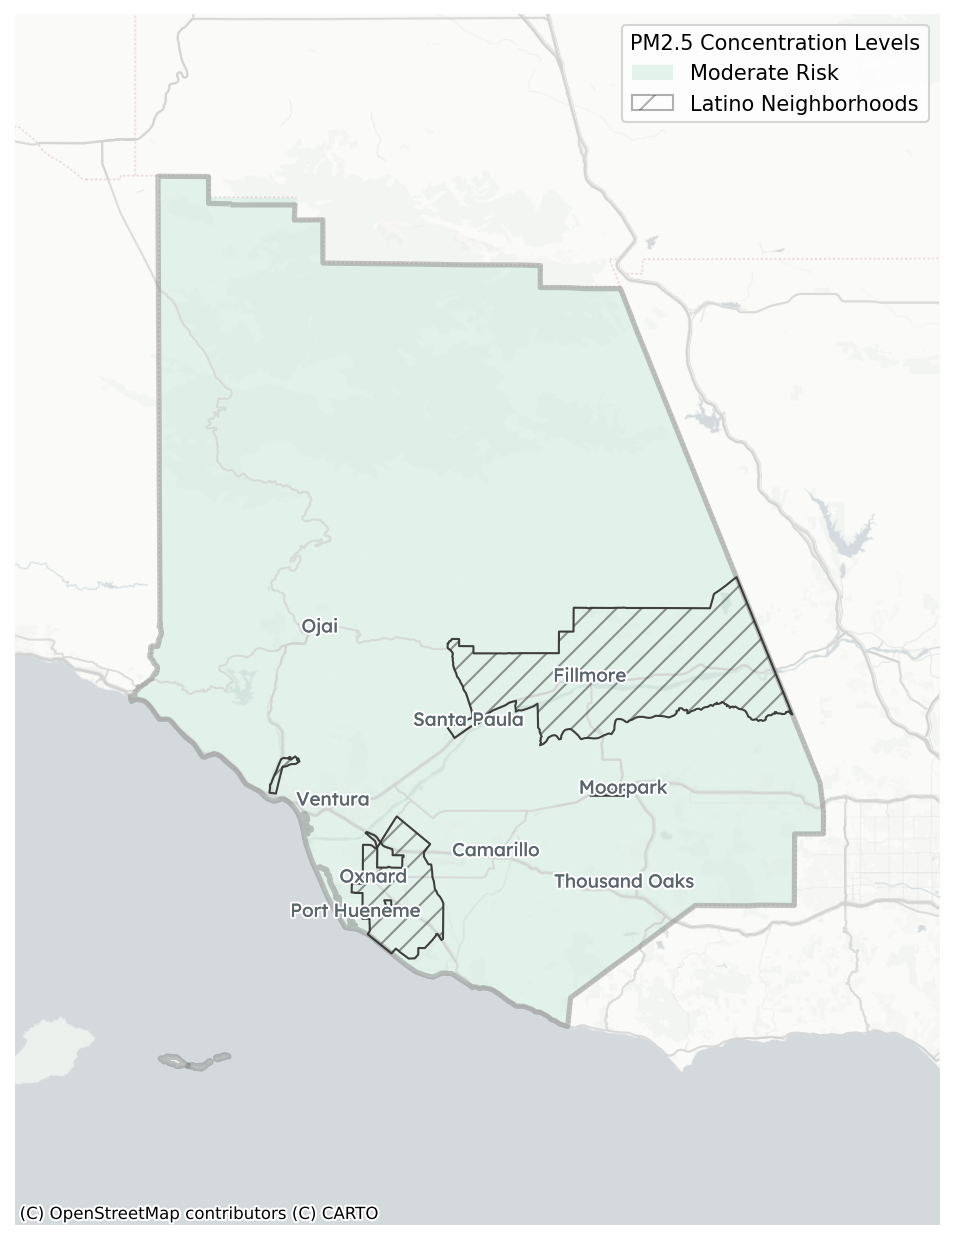 PM2.5 Concentration Levels
Moderate Risk
Latino Neighborhoods
Ojai
Fillmore
Santa Paula
Moorpark
Ventura
Camarillo
Oxnard
Thousand Oaks
Port Hueneme
(C) OpenStreetMap contributors (C) CARTO